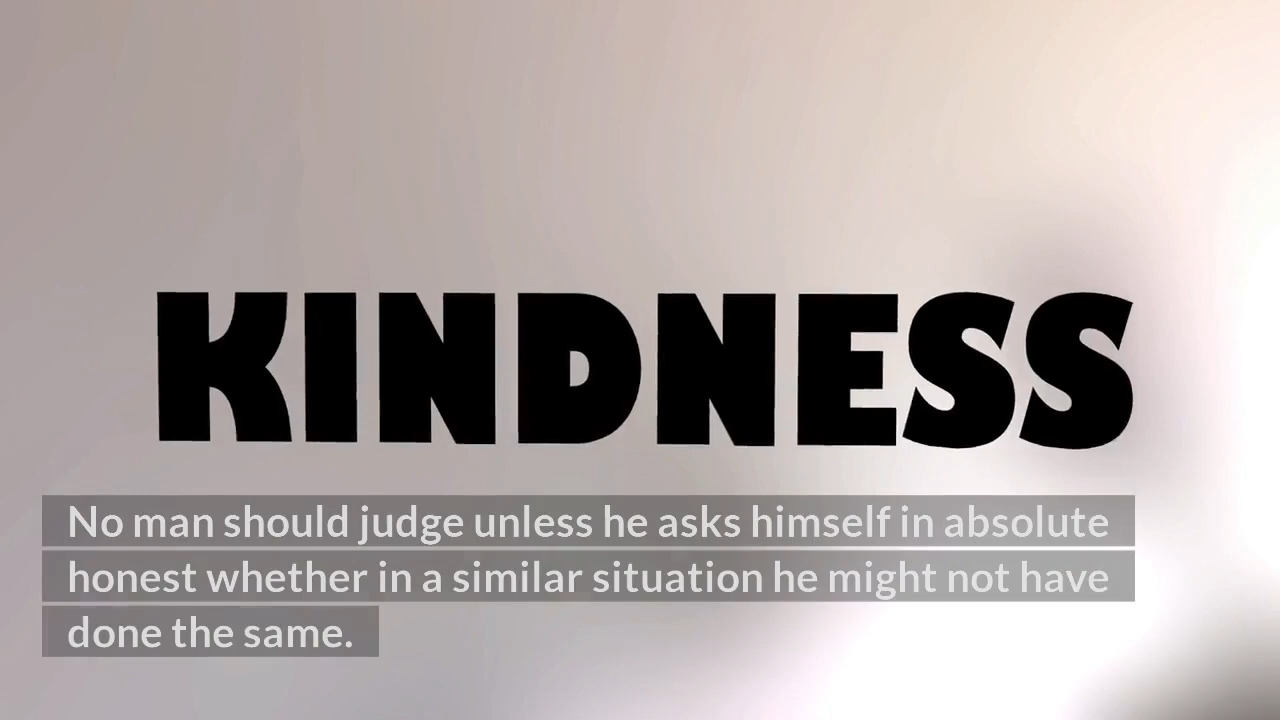 KINDNESS
No man should judge unless he asks himself in absolute
honest whether in a similar situation he might not have
done the same.